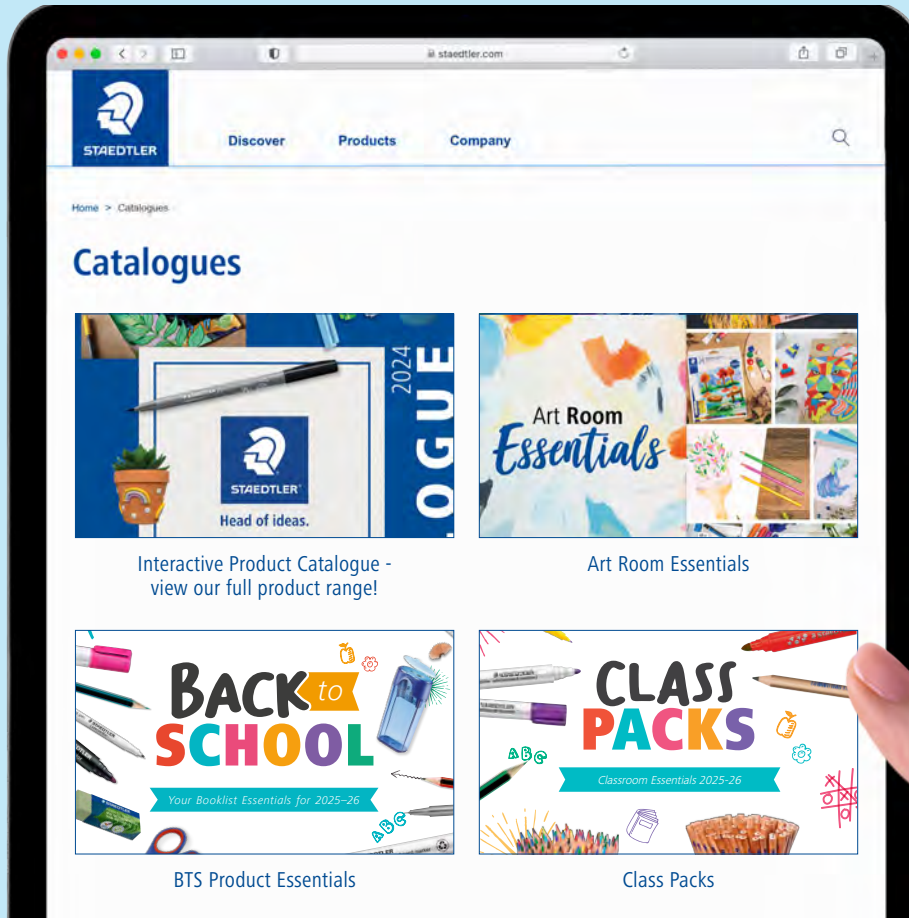 staedtler.com
STAEDTLER
Discover
Products
Company
Home > Catalogues
Catalogues
2024
LOGUE
STAEDTLER
Head of ideas.
Art Room
Essentials
Interactive Product Catalogue -
view our full product range!
Art Room Essentials
BACK to
SCHOOL
Your Booklist Essentials for 2025–26
ABC
CLASS
PACKS
ABC
Classroom Essentials 2025-26
BTS Product Essentials
Class Packs